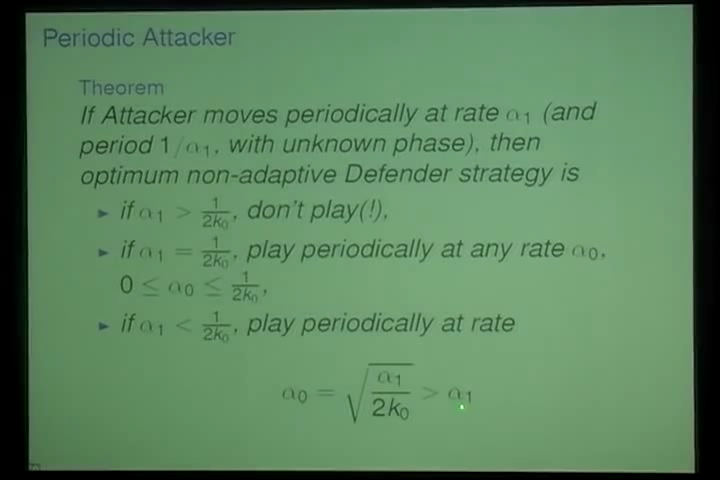 Periodic Attacker
Theorem
If Attacker moves periodically at rate α₁ (and
period 1/α₁, with unknown phase), then
optimum non-adaptive Defender strategy is
▸ if α₁ > 1/2k₀, don't play(!),
▸ if α₁ = 1/2k₀, play periodically at any rate α₀,
0 ≤ α₀ ≤ 1/2k₀,
▸ if α₁ < 1/2k₀, play periodically at rate
α₀ = √(α₁/2k₀) > α₁